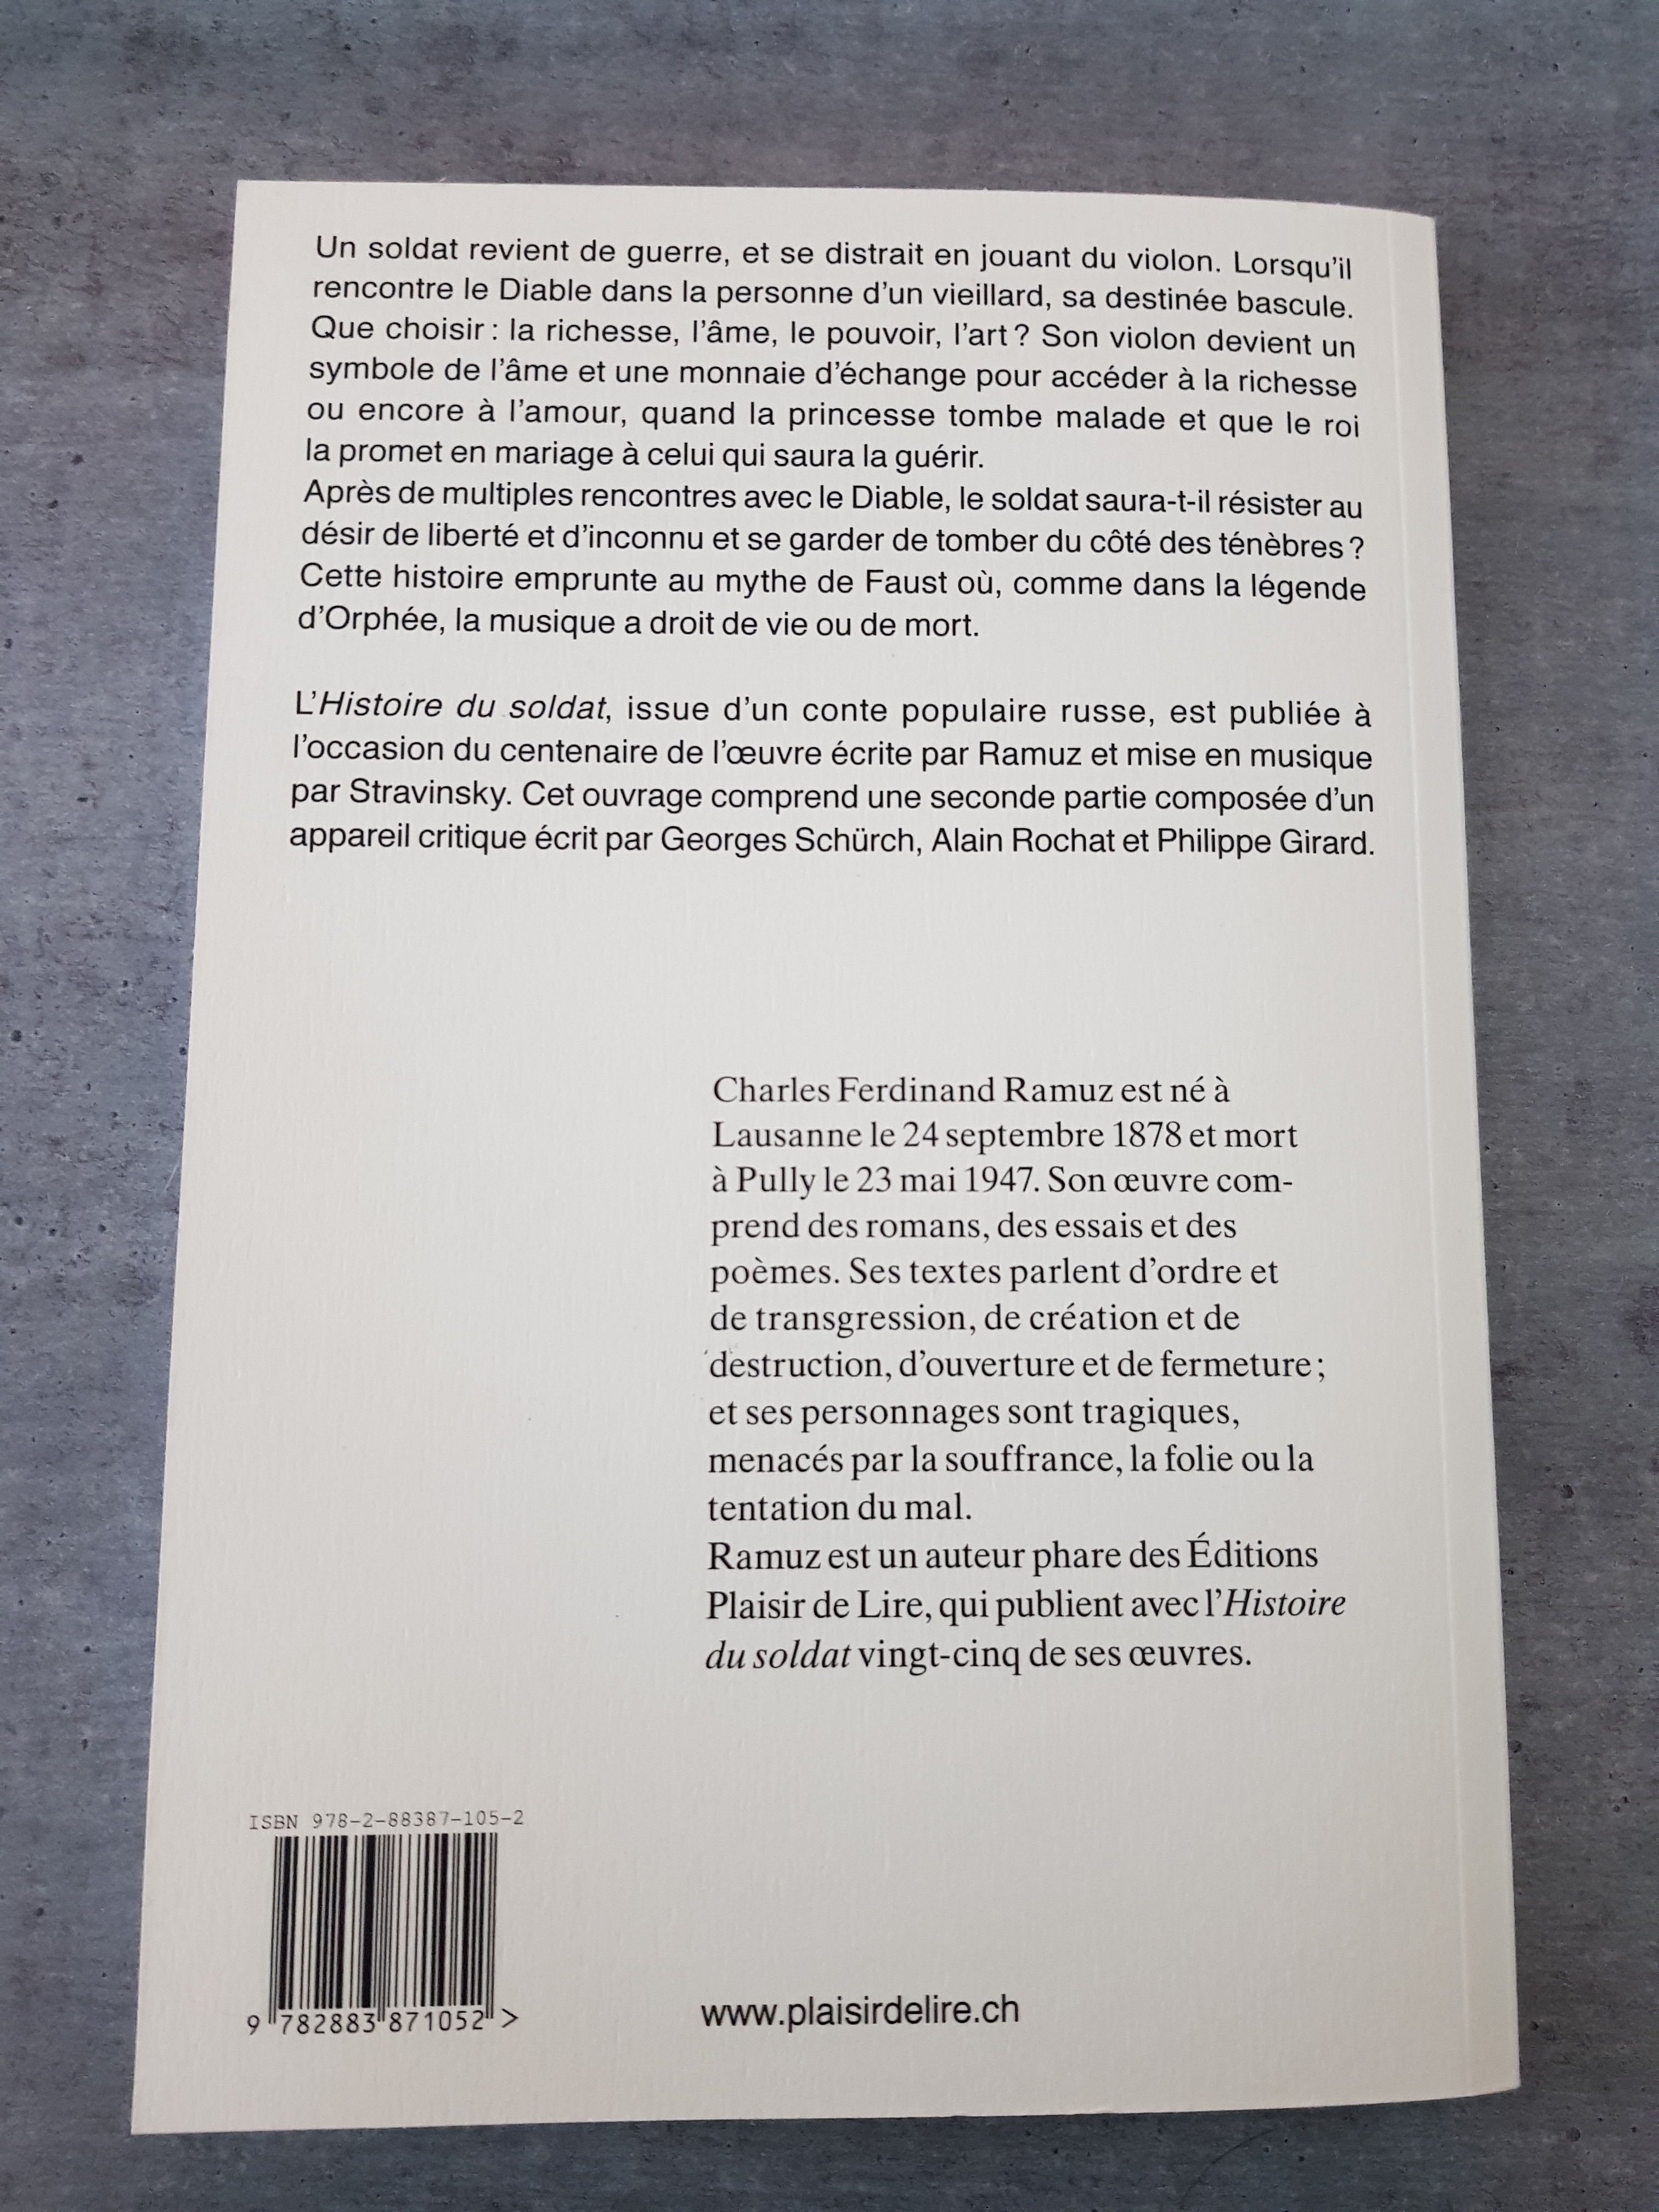 Un soldat revient de guerre, et se distrait en jouant du violon. Lorsqu'il
rencontre le Diable dans la personne d'un vieillard, sa destinée bascule.
Que choisir : la richesse, l'âme, le pouvoir, l'art ? Son violon devient un
symbole de l'âme et une monnaie d'échange pour accéder à la richesse
ou encore à l'amour, quand la princesse tombe malade et que le roi
la promet en mariage à celui qui saura la guérir.
Après de multiples rencontres avec le Diable, le soldat saura-t-il résister au
désir de liberté et d'inconnu et se garder de tomber du côté des ténèbres ?
Cette histoire emprunte au mythe de Faust où, comme dans la légende
d'Orphée, la musique a droit de vie ou de mort.
L'Histoire du soldat, issue d'un conte populaire russe, est publiée à
l'occasion du centenaire de l'œuvre écrite par Ramuz et mise en musique
par Stravinsky. Cet ouvrage comprend une seconde partie composée d'un
appareil critique écrit par Georges Schürch, Alain Rochat et Philippe Girard.
Charles Ferdinand Ramuz est né à
Lausanne le 24 septembre 1878 et mort
à Pully le 23 mai 1947. Son œuvre com-
prend des romans, des essais et des
poèmes. Ses textes parlent d'ordre et
de transgression, de création et de
destruction, d'ouverture et de fermeture ;
et ses personnages sont tragiques,
menacés par la souffrance, la folie ou la
tentation du mal.
Ramuz est un auteur phare des Éditions
Plaisir de Lire, qui publient avec l'Histoire
du soldat vingt-cinq de ses œuvres.
ISBN 978-2-88387-105-2
9 782883 871052 >
www.plaisirdelire.ch